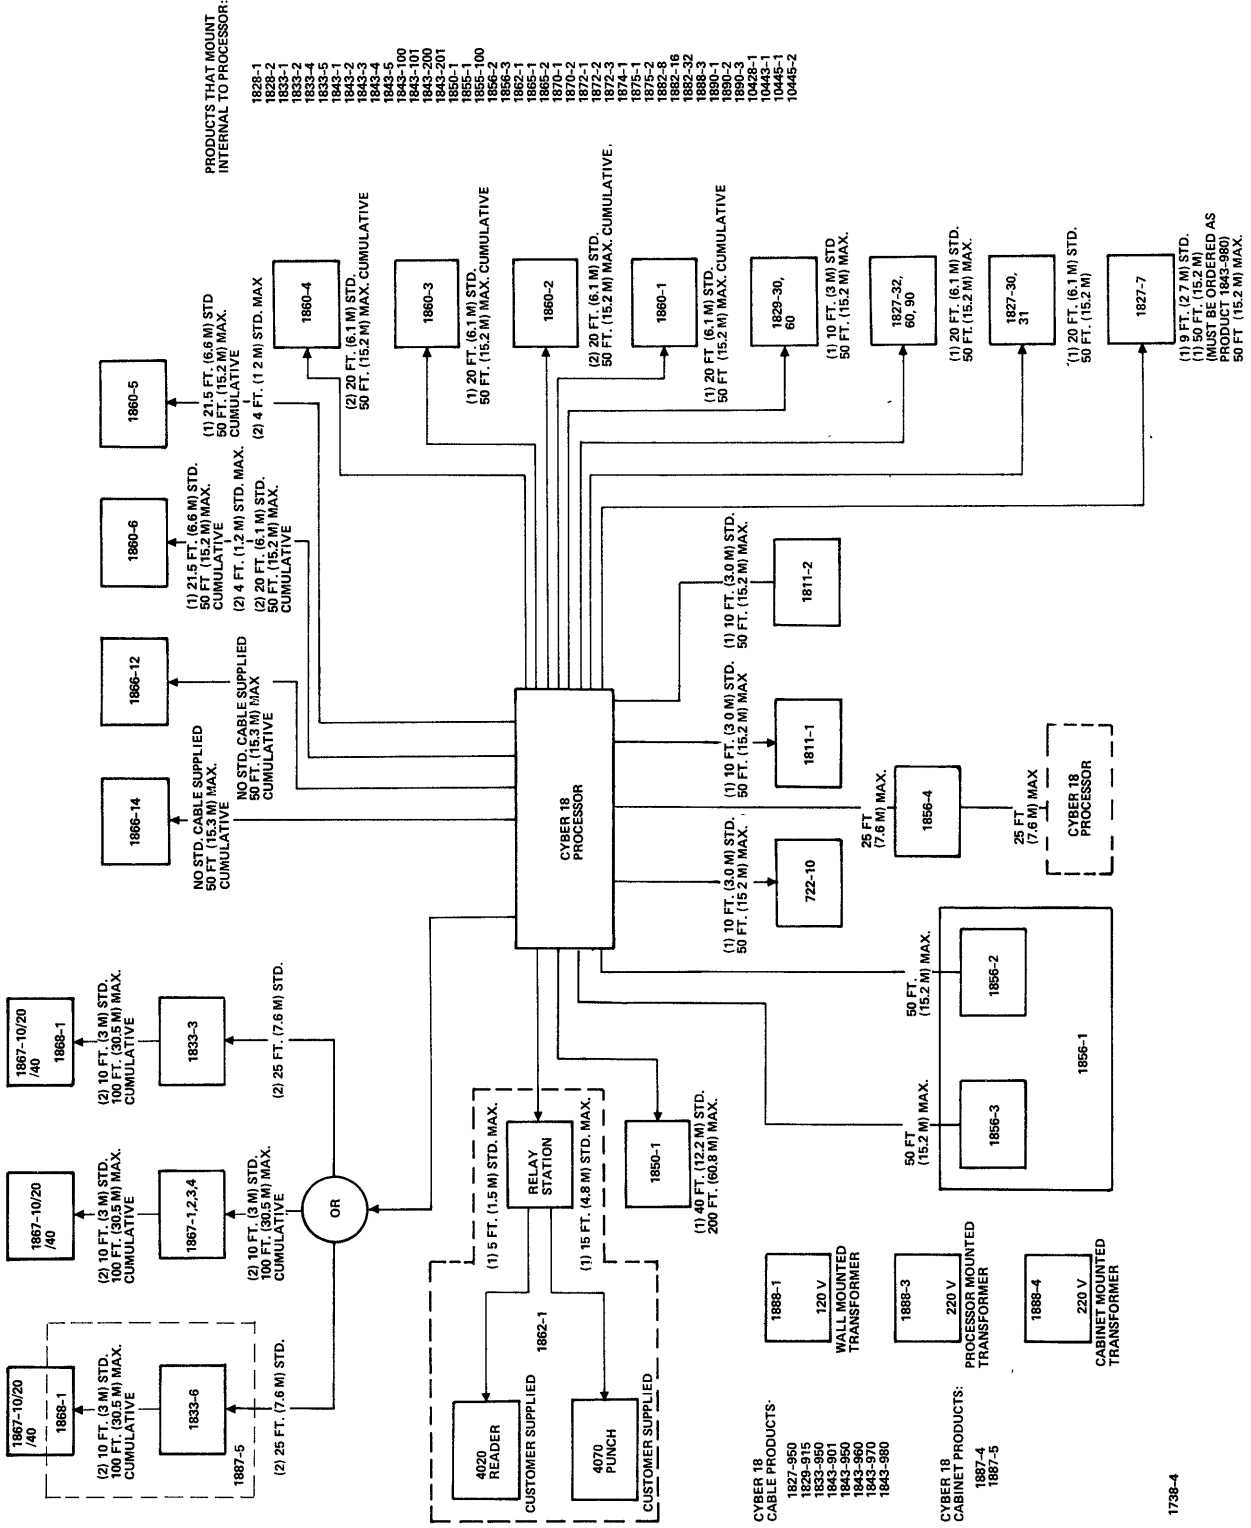 1867-10/20
/40
1868-1
(2) 10 FT. (3 M) STD.
100 FT. (30.5 M) MAX.
CUMULATIVE
1833-6
1887-5
(2) 25 FT. (7.6 M) STD.
1867-10/20
/40
(2) 10 FT. (3 M) STD.
100 FT. (30.5 M) MAX.
CUMULATIVE
1867-1,2,3,4
(2) 10 FT. (3 M) STD.
100 FT. (30.5 M) MAX.
CUMULATIVE
OR
1867-10/20
/40
1868-1
(2) 10 FT. (3 M) STD.
100 FT. (30.5 M) MAX.
CUMULATIVE
1833-3
(2) 25 FT. (7.6 M) STD.
1866-14
NO STD. CABLE SUPPLIED
50 FT (15.3 M) MAX.
CUMULATIVE
1866-12
NO STD. CABLE SUPPLIED
50 FT. (15.3 M) MAX
CUMULATIVE
1860-6
(1) 21.5 FT. (6.6 M) STD.
50 FT (15.2 M) MAX.
CUMULATIVE
(2) 4 FT. (1.2 M) STD. MAX.
(2) 20 FT. (6.1 M) STD.
50 FT. (15.2 M) MAX.
CUMULATIVE
1860-5
(1) 21.5 FT. (6.6 M) STD
50 FT. (15.2 M) MAX.
CUMULATIVE
(2) 4 FT. (1 2 M) STD. MAX
PRODUCTS THAT MOUNT
INTERNAL TO PROCESSOR:
1828-1
1828-2
1833-1
1833-2
1833-4
1833-5
1843-1
1843-2
1843-3
1843-4
1843-5
1843-100
1843-101
1843-200
1843-201
1850-1
1855-1
1855-100
1856-2
1856-3
1862-1
1865-1
1865-2
1870-1
1870-2
1872-1
1872-2
1872-3
1874-1
1875-1
1875-2
1882-8
1882-16
1882-32
1888-3
1890-1
1890-2
1890-3
10428-1
10443-1
10445-1
10445-2
1860-4
(2) 20 FT. (6.1 M) STD.
50 FT. (15.2 M) MAX. CUMULATIVE
1860-3
(1) 20 FT. (6.1 M) STD.
50 FT. (15.2 M) MAX. CUMULATIVE
1860-2
(2) 20 FT. (6.1 M) STD.
50 FT. (15.2 M) MAX. CUMULATIVE.
1860-1
(1) 20 FT (6.1 M) STD.
50 FT (15.2 M) MAX. CUMULATIVE
1829-30,
60
(1) 10 FT. (3 M) STD
50 FT. (15.2 M) MAX.
1827-32,
60, 90
(1) 20 FT. (6.1 M) STD.
50 FT. (15.2 M) MAX.
1827-30,
31
(1) 20 FT. (6.1 M) STD.
50 FT. (15.2 M)
1827-7
(1) 9 FT. (2 7 M) STD.
(1) 50 FT. (15.2 M)
(MUST BE ORDERED AS
PRODUCT 1843-980)
50 FT (15.2 M) MAX.
CYBER 18
PROCESSOR
4020
READER
CUSTOMER SUPPLIED
4070
PUNCH
CUSTOMER SUPPLIED
1862-1
(1) 5 FT. (1.5 M) STD. MAX.
RELAY
STATION
(1) 15 FT. (4.8 M) STD. MAX.
1850-1
(1) 40 FT. (12.2 M) STD.
200 FT. (60.8 M) MAX.
(1) 10 FT. (3.0 M) STD.
50 FT. (15 2 M) MAX.
722-10
(1) 10 FT. (3 0 M) STD.
50 FT. (15.2 M) MAX
1811-1
(1) 10 FT. (3.0 M) STD.
50 FT. (15.2 M) MAX.
1811-2
25 FT
(7.6 M) MAX.
1856-4
25 FT
(7.6 M) MAX
CYBER 18
PROCESSOR
50 FT
(15.2 M) MAX.
1856-3
50 FT.
(15.2 M) MAX.
1856-2
1856-1
CYBER 18
CABLE PRODUCTS·
1827-950
1829-915
1833-950
1843-901
1843-950
1843-960
1843-970
1843-980
CYBER 18
CABINET PRODUCTS:
1887-4
1887-5
1888-1
120 V
WALL MOUNTED
TRANSFORMER
1888-3
220 V
PROCESSOR MOUNTED
TRANSFORMER
1888-4
220 V
CABINET MOUNTED
TRANSFORMER
1738-4